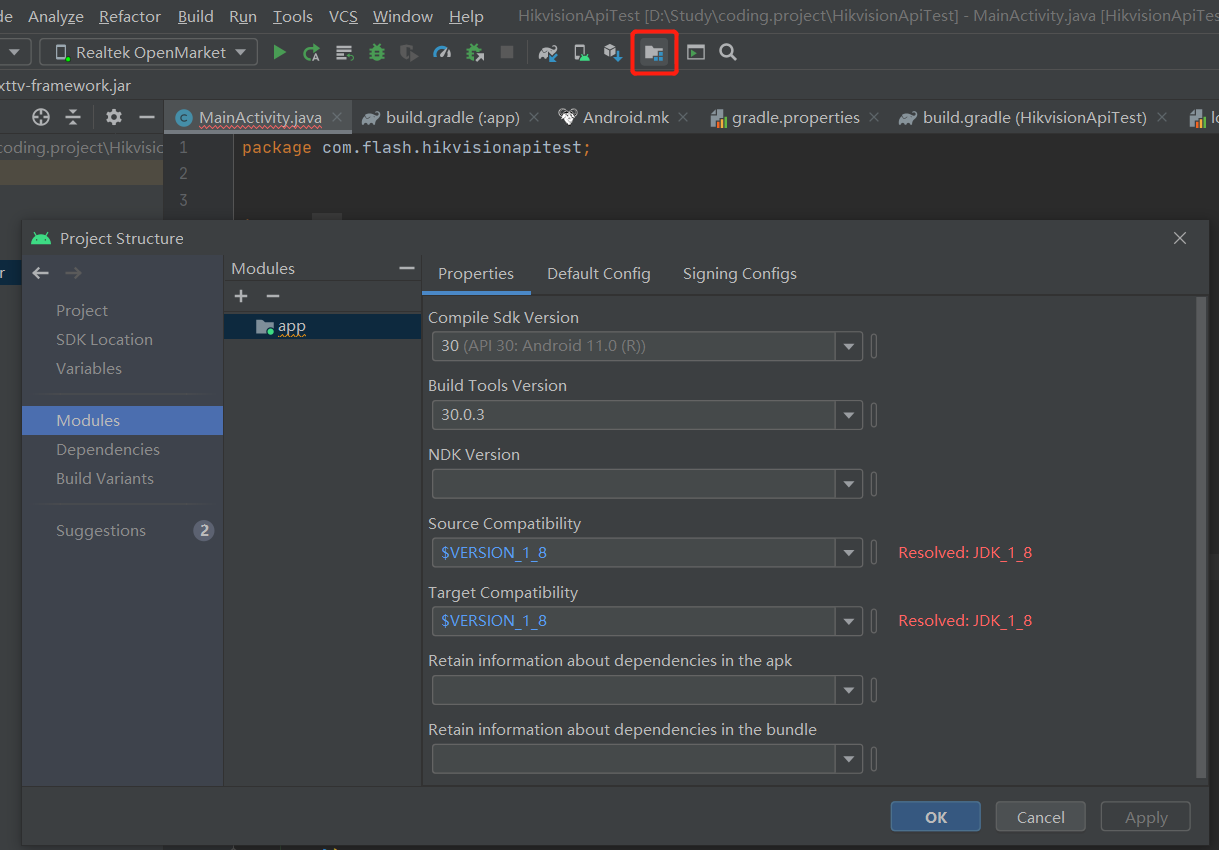 de Analyze Refactor Build Run Tools VCS Window Help HikvisionApiTest [D:\Study\coding.project\HikvisionApiTest] - MainActivity.java [HikvisionApiTes
Realtek OpenMarket
xttv-framework.jar
MainActivity.java build.gradle (:app) Android.mk gradle.properties build.gradle (HikvisionApiTest) lo
coding.project\Hikvisio
1 package com.flash.hikvisionapitest;
2
3
Project Structure
r
Modules
Properties Default Config Signing Configs
Project
SDK Location
Variables
Modules
Dependencies
Build Variants
Suggestions 2
app
Compile Sdk Version
30 (API 30: Android 11.0 (R))
Build Tools Version
30.0.3
NDK Version
Source Compatibility
$VERSION_1_8 Resolved: JDK_1_8
Target Compatibility
$VERSION_1_8 Resolved: JDK_1_8
Retain information about dependencies in the apk
Retain information about dependencies in the bundle
OK Cancel Apply